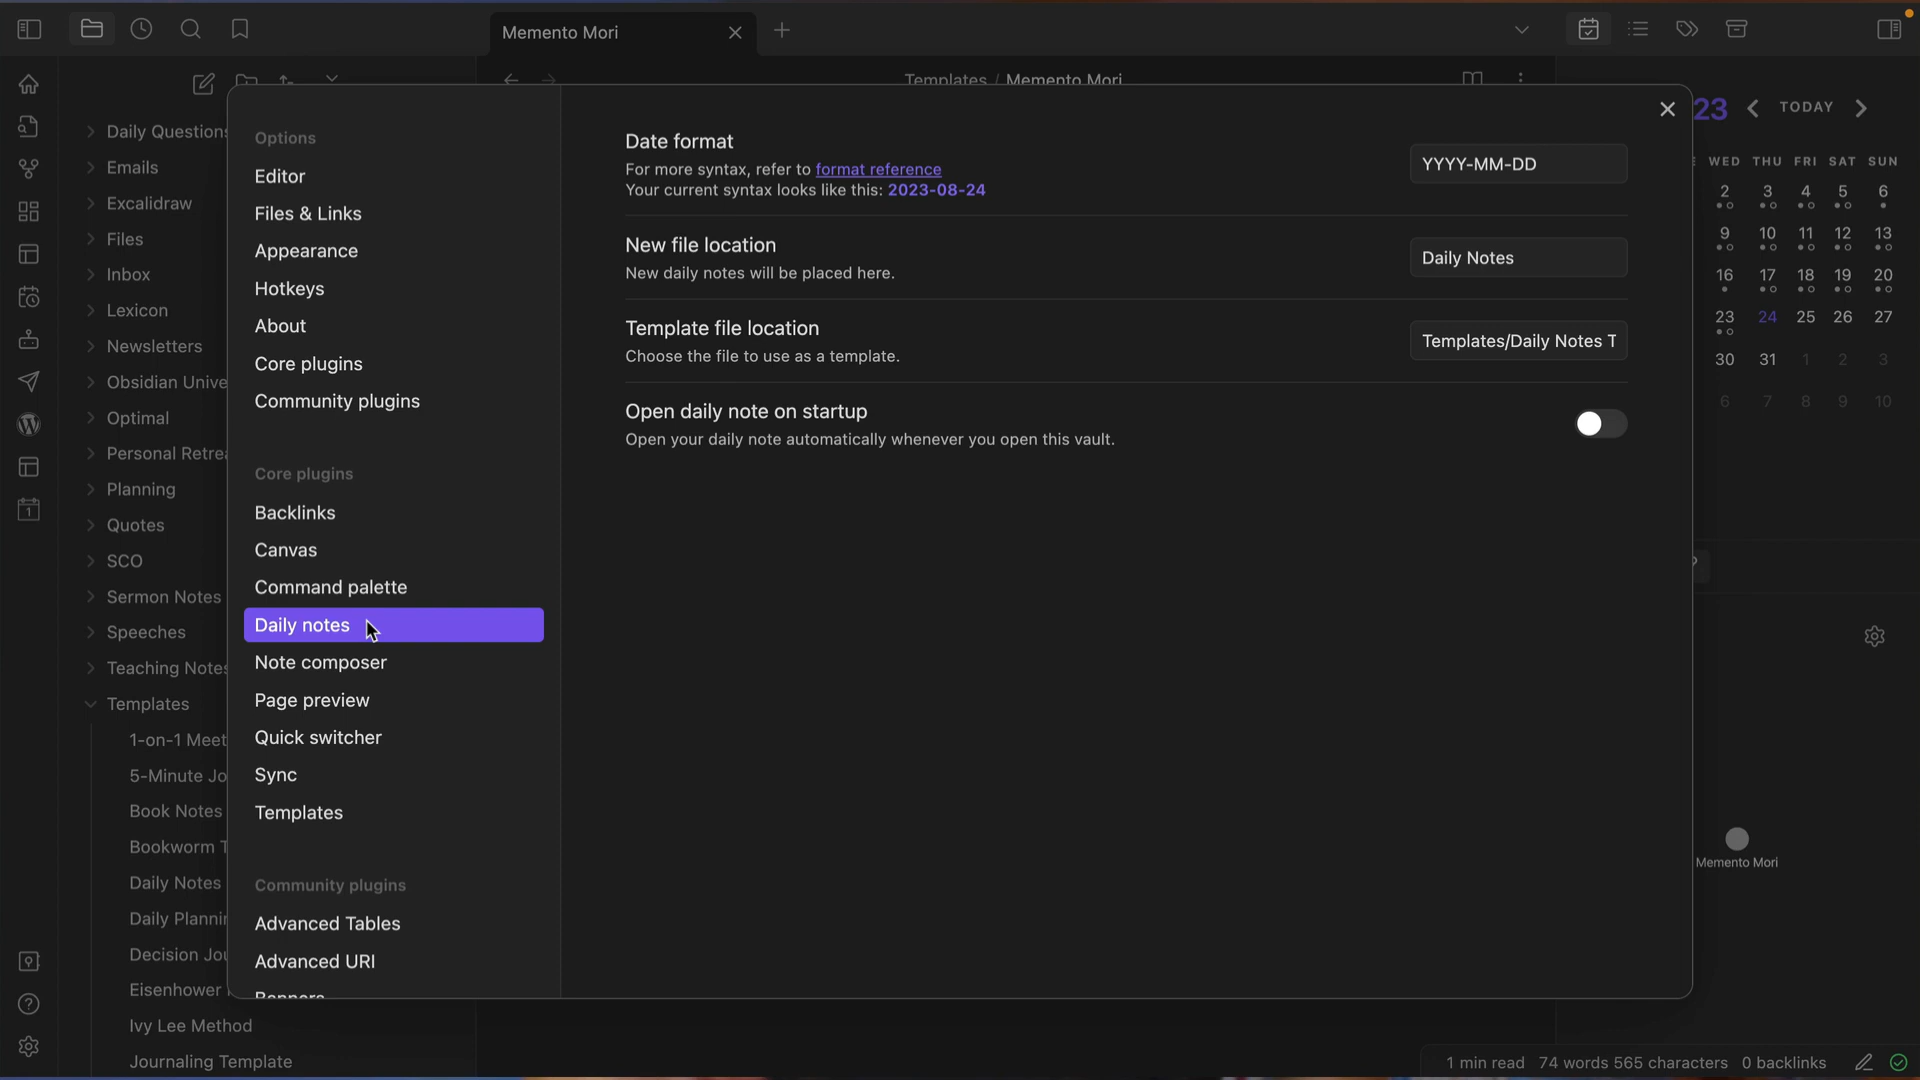 Memento Mori
Templates / Memento Mori
Daily Questions
Emails
Excalidraw
Files
Inbox
Lexicon
Newsletters
Obsidian Unive
Optimal
Personal Retrea
Planning
Quotes
SCO
Sermon Notes
Speeches
Teaching Notes
Templates
1-on-1 Meet
5-Minute Jo
Book Notes
Bookworm T
Daily Notes
Daily Plannin
Decision Jou
Eisenhower
Ivy Lee Method
Journaling Template
Options
Editor
Files & Links
Appearance
Hotkeys
About
Core plugins
Community plugins
Core plugins
Backlinks
Canvas
Command palette
Daily notes
Note composer
Page preview
Quick switcher
Sync
Templates
Community plugins
Advanced Tables
Advanced URI
Banners
Date format
For more syntax, refer to format reference
Your current syntax looks like this: 2023-08-24
YYYY-MM-DD
New file location
New daily notes will be placed here.
Daily Notes
Template file location
Choose the file to use as a template.
Templates/Daily Notes T
Open daily note on startup
Open your daily note automatically whenever you open this vault.
23 TODAY
WED THU FRI SAT SUN
2 3 4 5 6
9 10 11 12 13
16 17 18 19 20
23 24 25 26 27
30 31 1 2 3
6 7 8 9 10
Memento Mori
1 min read 74 words 565 characters 0 backlinks